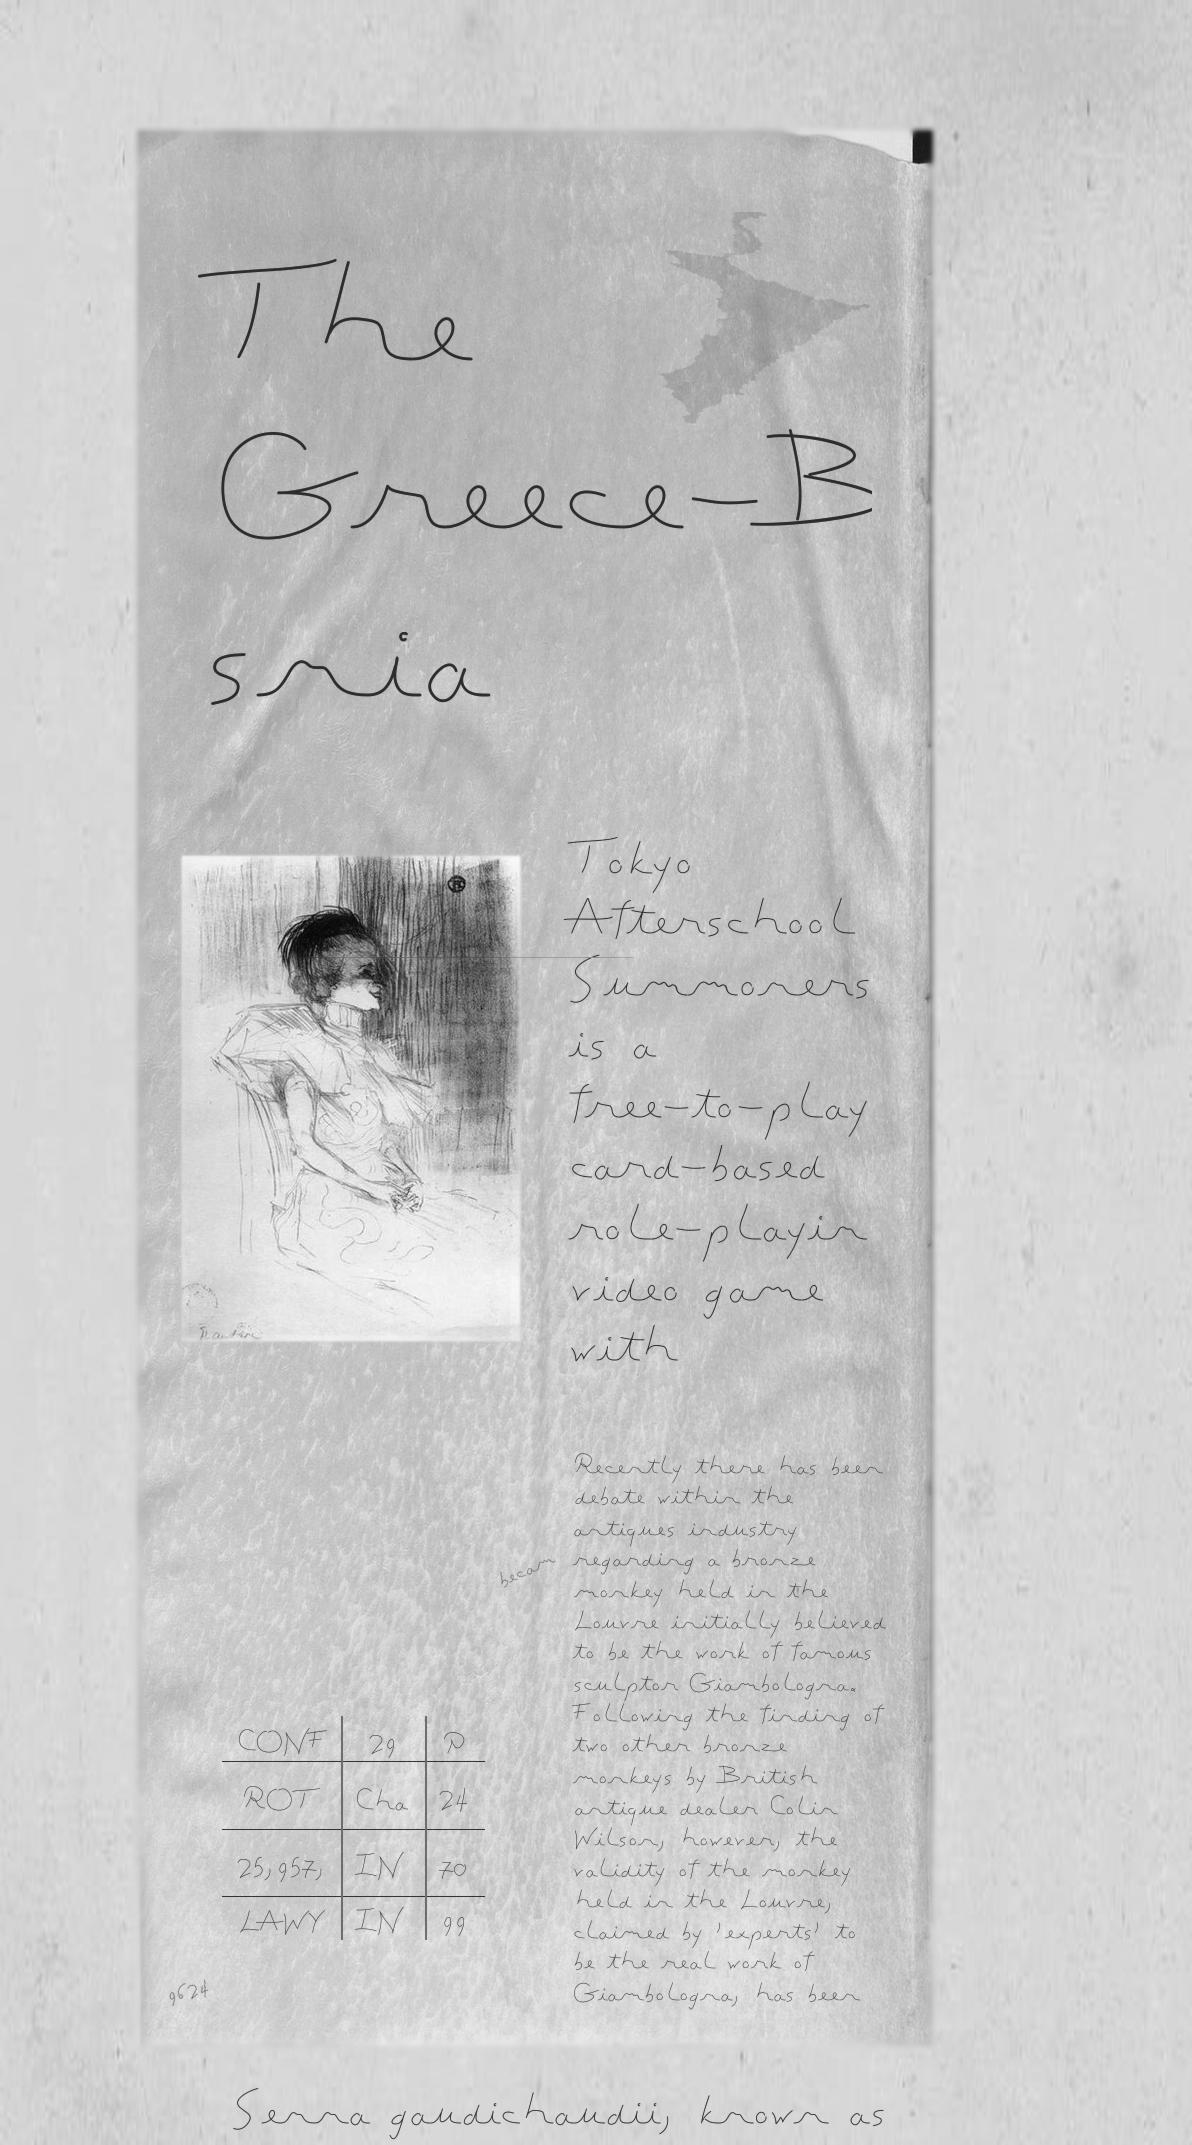 The
Greece-B
sria
Tokyo
Afterschool
Summoners
is a
free-to-play
card-based
role-playin
video game
with
Recently there has been
debate within the
antiques industry
regarding a bronze
monkey held in the
Louvre initially believed
to be the work of famous
sculptor Giambologna.
Following the finding of
two other bronze
monkeys by British
antique dealer Colin
Wilson, however, the
validity of the monkey
held in the Louvre,
claimed by 'experts' to
be the real work of
Giambologna, has been
becam
CONF 29 R
ROT Cha 24
25,957, IN 70
LAWY IN 99
9624
Serra gaudichaudii, known as